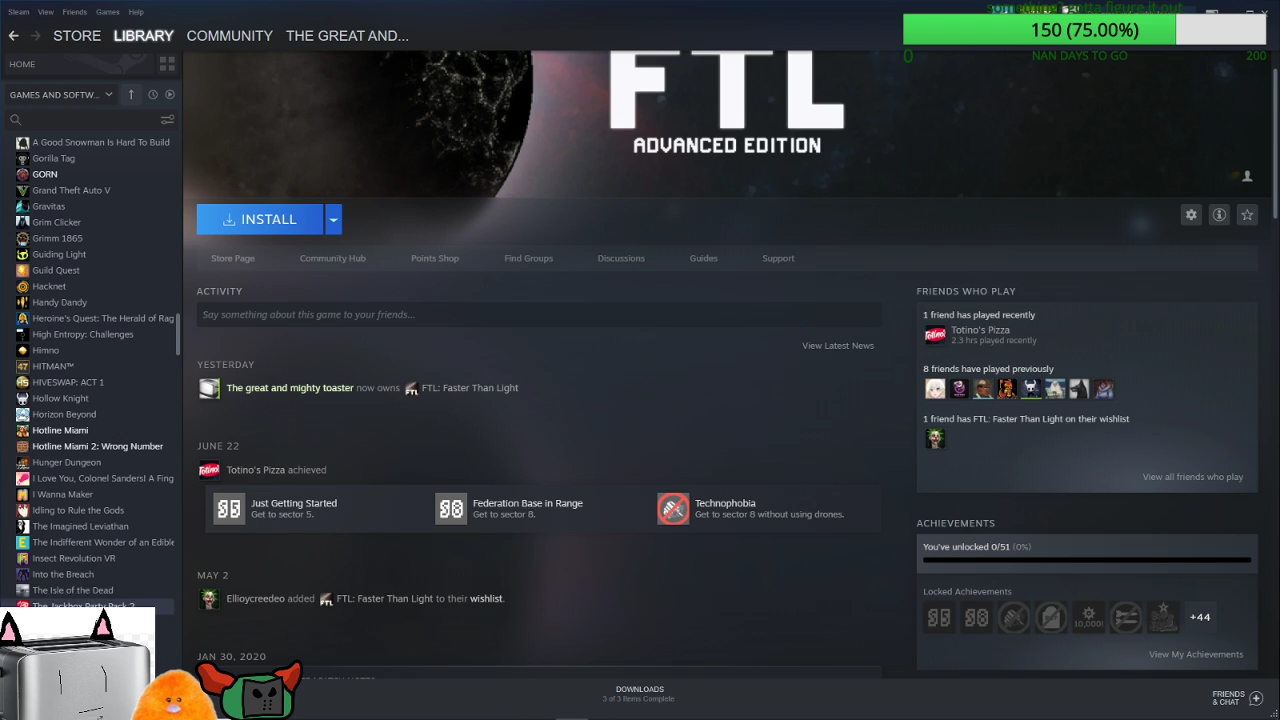 Steam View Friends Games Help
something? gotta figure it out
STORE LIBRARY COMMUNITY THE GREAT AND...
150 (75.00%)
0 NAN DAYS TO GO 200
HOME
GAMES AND SOFTW...
A Good Snowman Is Hard To Build
Gorilla Tag
GORN
Grand Theft Auto V
Gravitas
Grim Clicker
Grimm 1865
Guiding Light
Guild Quest
Hacknet
Handy Dandy
Heroine's Quest: The Herald of Rag
High Entropy: Challenges
Himno
HITMAN™
HIVESWAP: ACT 1
Hollow Knight
Horizon Beyond
Hotline Miami
Hotline Miami 2: Wrong Number
Hunger Dungeon
I Love You, Colonel Sanders! A Fing
I Wanna Maker
Idling to Rule the Gods
The Imagined Leviathan
The Indifferent Wonder of an Edible
Insect Revolution VR
Into the Breach
The Isle of the Dead
The Jackbox Party Pack 2
FTL
ADVANCED EDITION
INSTALL
Store Page Community Hub Points Shop Find Groups Discussions Guides Support
ACTIVITY
Say something about this game to your friends...
View Latest News
YESTERDAY
The great and mighty toaster now owns FTL: Faster Than Light
JUNE 22
Totino's Pizza achieved
Just Getting Started
Get to sector 5.
Federation Base in Range
Get to sector 8.
Technophobia
Get to sector 8 without using drones.
MAY 2
Ellioycreedeo added FTL: Faster Than Light to their wishlist.
JAN 30, 2020
FRIENDS WHO PLAY
1 friend has played recently
Totino's Pizza
2.3 hrs played recently
8 friends have played previously
1 friend has FTL: Faster Than Light on their wishlist
View all friends who play
ACHIEVEMENTS
You've unlocked 0/51 (0%)
Locked Achievements
10,000!
+44
View My Achievements
DOWNLOADS
3 of 3 Items Complete
FRIENDS
& CHAT